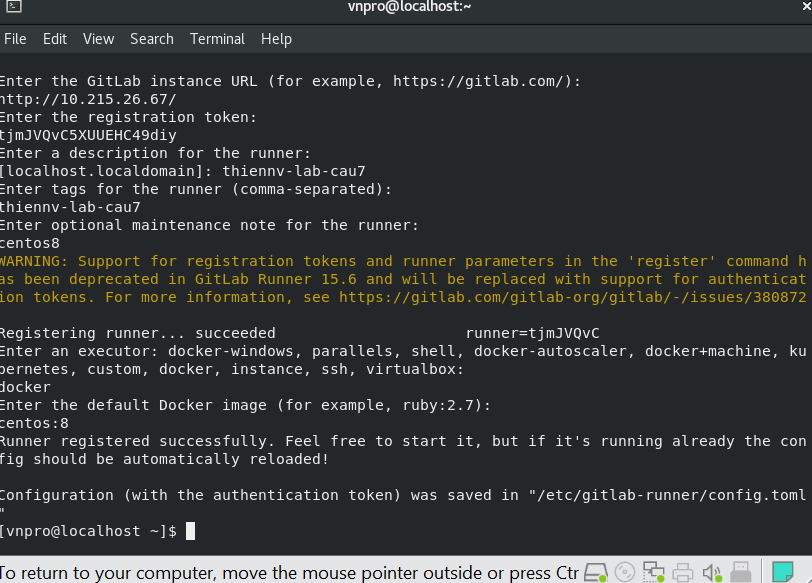 vnpro@localhost:~
File Edit View Search Terminal Help
Enter the GitLab instance URL (for example, https://gitlab.com/):
http://10.215.26.67/
Enter the registration token:
tjmJVQvC5XUUEHC49diy
Enter a description for the runner:
[localhost.localdomain]: thiennv-lab-cau7
Enter tags for the runner (comma-separated):
thiennv-lab-cau7
Enter optional maintenance note for the runner:
centos8
WARNING: Support for registration tokens and runner parameters in the 'register' command h
as been deprecated in GitLab Runner 15.6 and will be replaced with support for authenticat
ion tokens. For more information, see https://gitlab.com/gitlab-org/gitlab/-/issues/380872
Registering runner... succeeded                     runner=tjmJVQvC
Enter an executor: docker-windows, parallels, shell, docker-autoscaler, docker+machine, ku
bernetes, custom, docker, instance, ssh, virtualbox:
docker
Enter the default Docker image (for example, ruby:2.7):
centos:8
Runner registered successfully. Feel free to start it, but if it's running already the con
fig should be automatically reloaded!
Configuration (with the authentication token) was saved in "/etc/gitlab-runner/config.toml
"
[vnpro@localhost ~]$
To return to your computer, move the mouse pointer outside or press Ctr